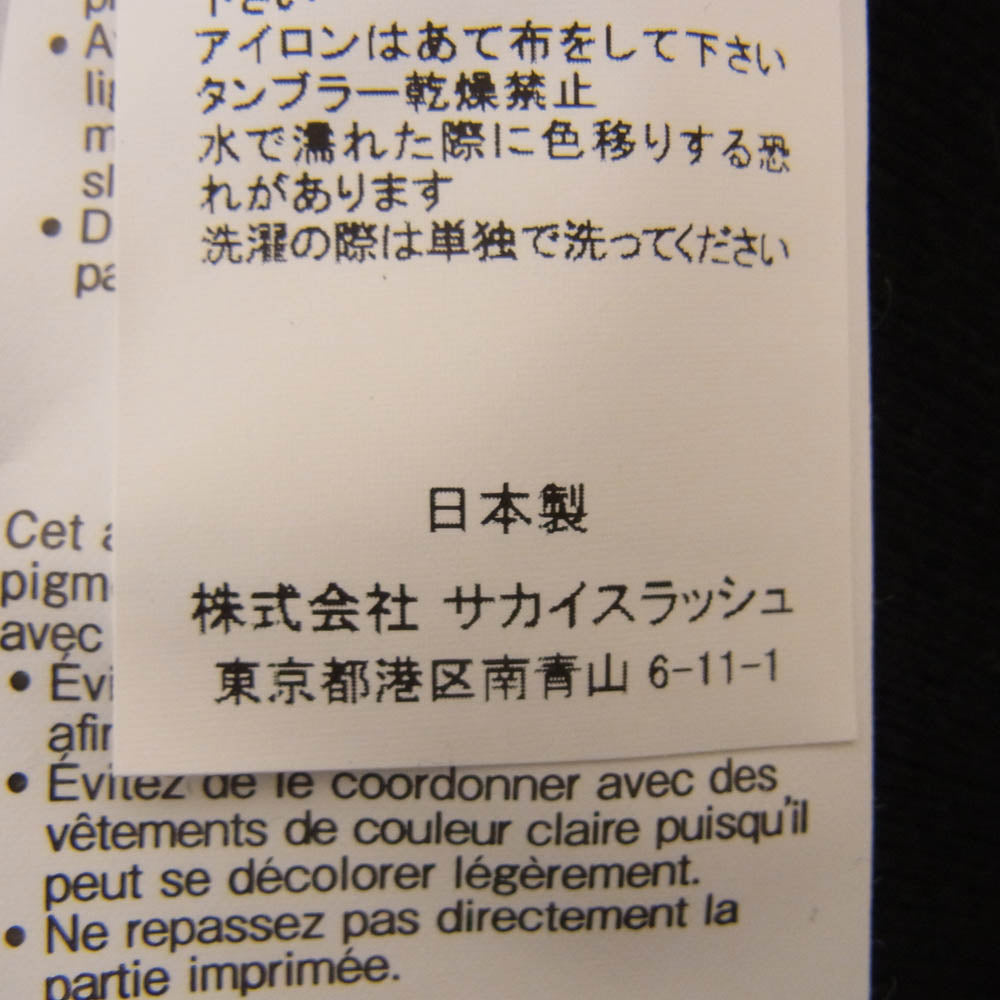 下さい
アイロンはあて布をして下さい
タンブラー乾燥禁止
水で濡れた際に色移りする恐
れがあります
洗濯の際は単独で洗ってください
日本製
株式会社 サカイスラッシュ
東京都港区南青山 6-11-1
Cet
avec
• Évitez de le coordonner avec des
vêtements de couleur claire puisqu'il
peut se décolorer légèrement.
• Ne repassez pas directement la
partie imprimée.